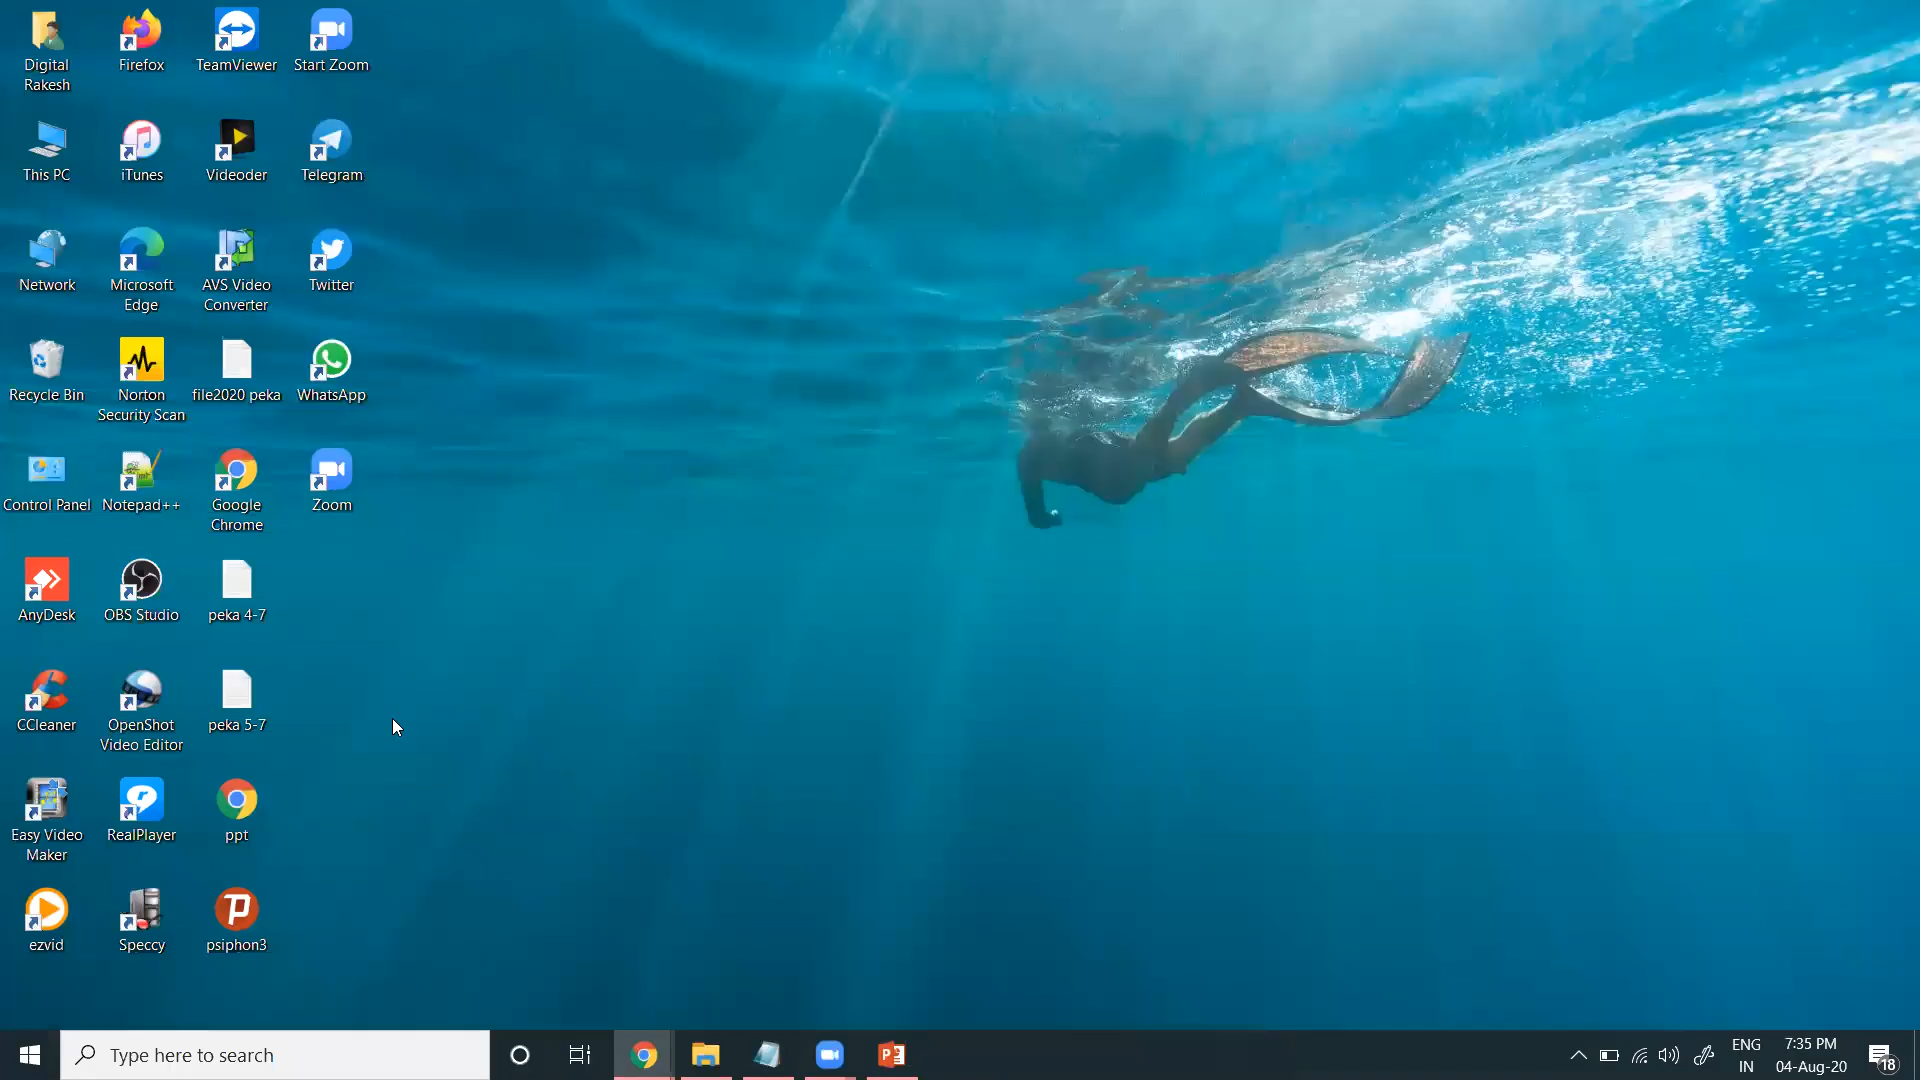 Digital
Rakesh
Firefox
TeamViewer
Start Zoom
This PC
iTunes
Videoder
Telegram
Network
Microsoft
Edge
AVS Video
Converter
Twitter
Recycle Bin
Norton
Security Scan
file2020 peka
WhatsApp
Control Panel
Notepad++
Google
Chrome
Zoom
AnyDesk
OBS Studio
peka 4-7
CCleaner
OpenShot
Video Editor
peka 5-7
Easy Video
Maker
RealPlayer
ppt
ezvid
Speccy
psiphon3
Type here to search
ENG
IN
7:35 PM
04-Aug-20
18